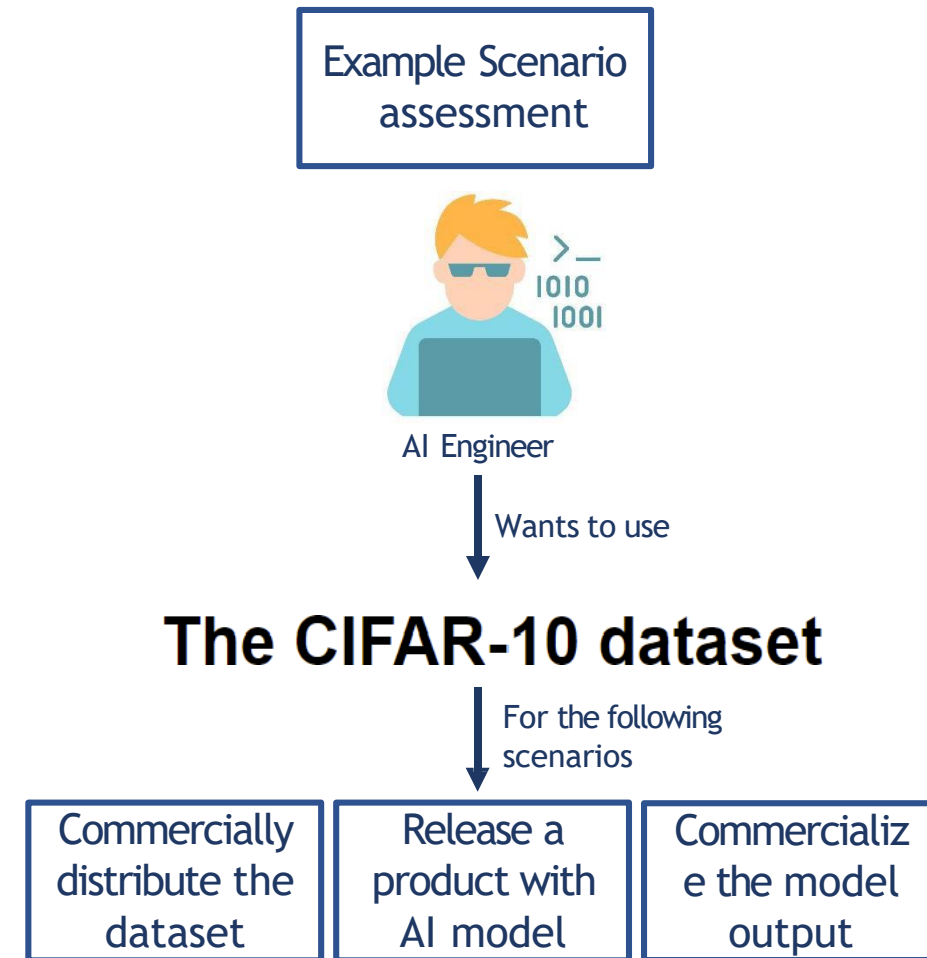 Example Scenario
assessment
>_
1010
1001
AI Engineer
Wants to use
The CIFAR-10 dataset
For the following
scenarios
Commercially
distribute the
dataset
Release a
product with
AI model
Commercializ
e the model
output